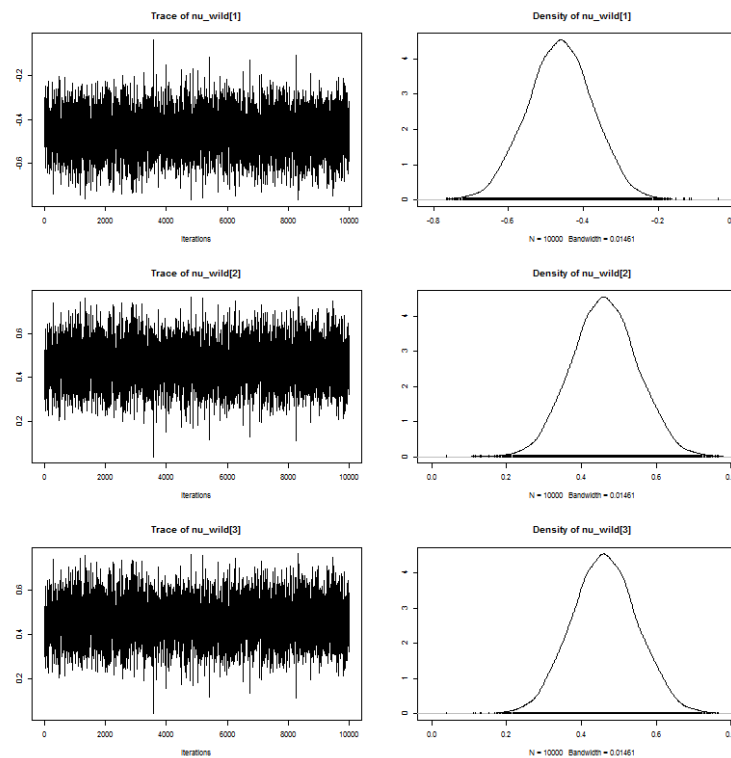 Trace of nu_wild[1]
-0.2
-0.4
-0.6
0 2000 4000 6000 8000 10000
Iterations
Density of nu_wild[1]
4
3
2
1
0
-0.8 -0.6 -0.4 -0.2
N = 10000 Bandwidth = 0.01461
Trace of nu_wild[2]
0.6
0.4
0.2
0 2000 4000 6000 8000 10000
Iterations
Density of nu_wild[2]
4
3
2
1
0
0.0 0.2 0.4 0.6
N = 10000 Bandwidth = 0.01461
Trace of nu_wild[3]
0.6
0.4
0.2
0 2000 4000 6000 8000 10000
Iterations
Density of nu_wild[3]
4
3
2
1
0
0.0 0.2 0.4 0.6
N = 10000 Bandwidth = 0.01461